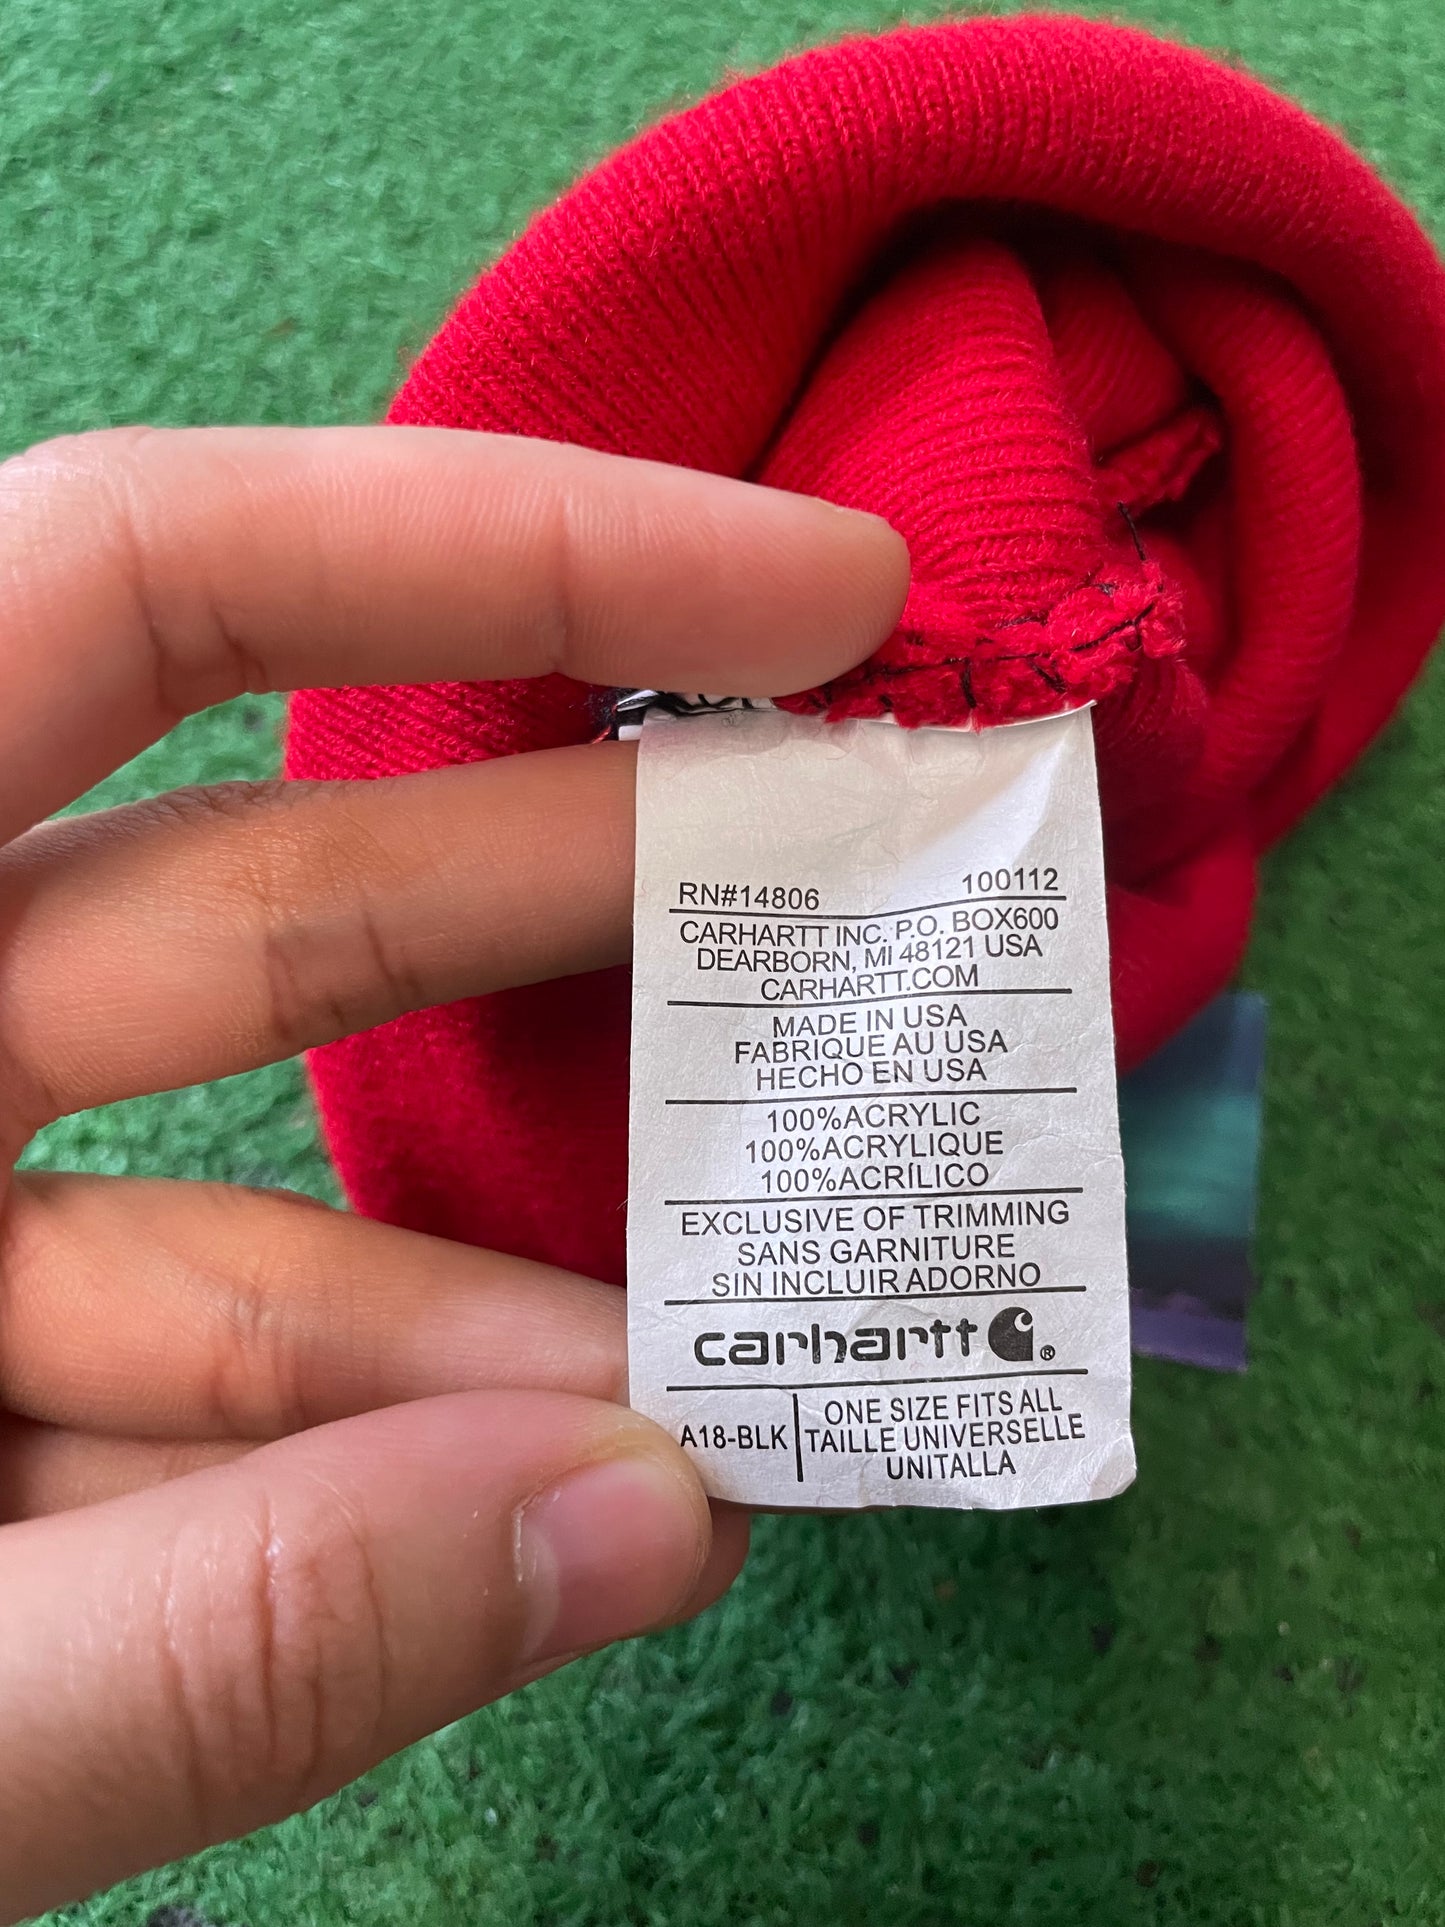 RN#14806 100112
CARHARTT INC. P.O. BOX600
DEARBORN, MI 48121 USA
CARHARTT.COM
MADE IN USA
FABRIQUE AU USA
HECHO EN USA
100%ACRYLIC
100%ACRYLIQUE
100%ACRÍLICO
EXCLUSIVE OF TRIMMING
SANS GARNITURE
SIN INCLUIR ADORNO
carhartt ®
A18-BLK
ONE SIZE FITS ALL
TAILLE UNIVERSELLE
UNITALLA